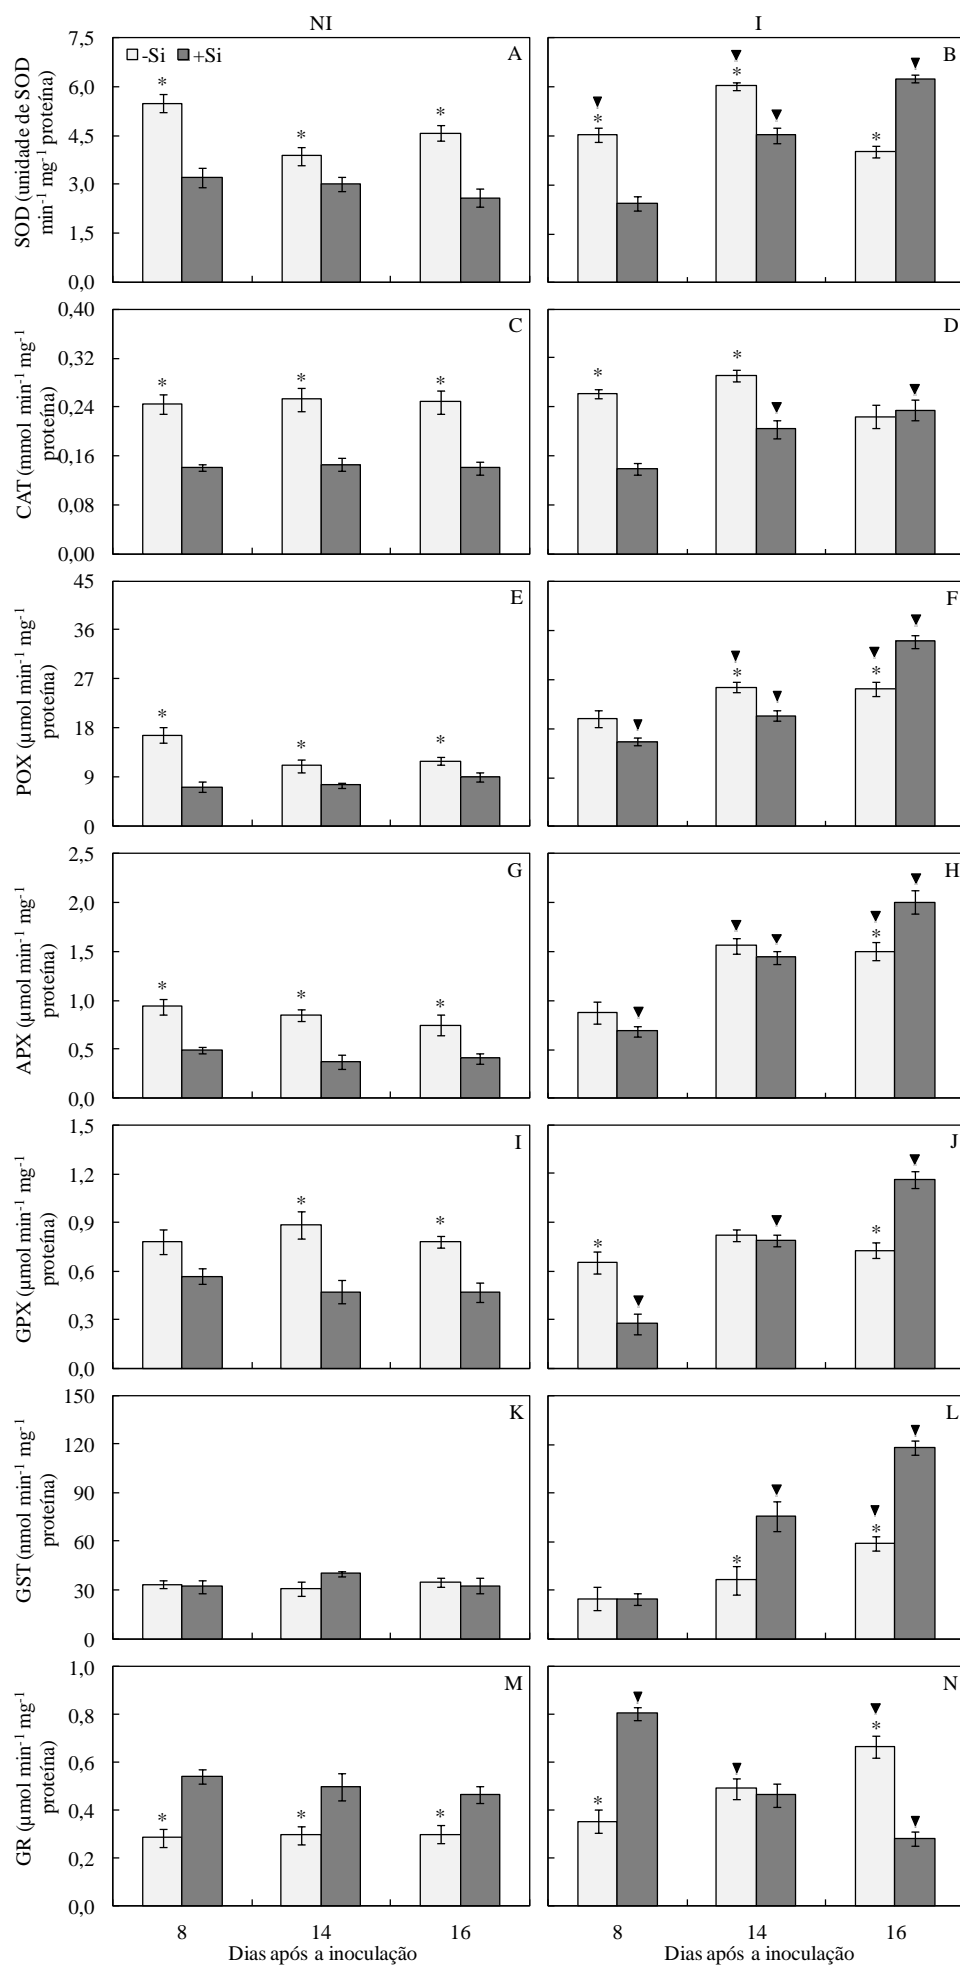 NI
I
SOD (unidade de SOD
min-1 mg-1 proteína)
7,5
6,0
4,5
3,0
1,5
0,0
-Si
+Si
A
*
*
*
B
*
*
*
CAT (mmol min-1 mg-1
proteína)
0,40
0,32
0,24
0,16
0,08
0,00
C
*
*
*
D
*
*
POX (µmol min-1 mg-1
proteína)
45
36
27
18
9
0
E
*
*
*
F
*
*
APX (µmol min-1 mg-1
proteína)
2,5
2,0
1,5
1,0
0,5
0,0
G
*
*
*
H
*
GPX (µmol min-1 mg-1
proteína)
1,5
1,2
0,9
0,6
0,3
0,0
I
*
*
J
*
*
GST (nmol min-1 mg-1
proteína)
150
120
90
60
30
0
K
L
*
*
GR (µmol min-1 mg-1
proteína)
1,0
0,8
0,6
0,4
0,2
0,0
M
*
*
*
N
*
*
8
14
16
8
14
16
Dias após a inoculação
Dias após a inoculação